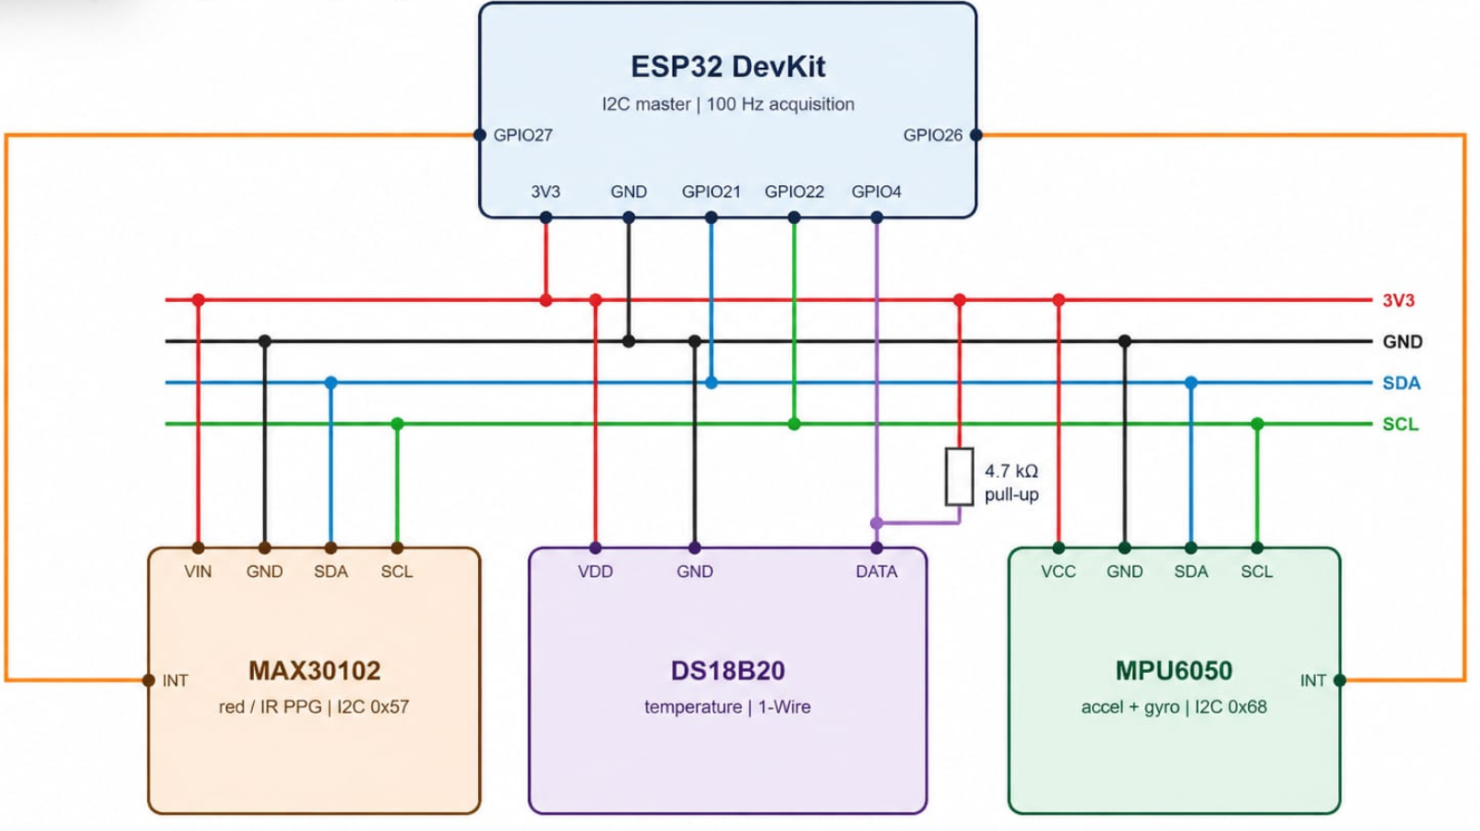 ESP32 DevKit
I2C master | 100 Hz acquisition
GPIO27
GPIO26
3V3
GND
GPIO21
GPIO22
GPIO4
3V3
GND
SDA
SCL
4.7 kΩ
pull-up
VIN
GND
SDA
SCL
VDD
GND
DATA
VCC
GND
SDA
SCL
INT
MAX30102
red / IR PPG | I2C 0x57
DS18B20
temperature | 1-Wire
MPU6050
accel + gyro | I2C 0x68
INT